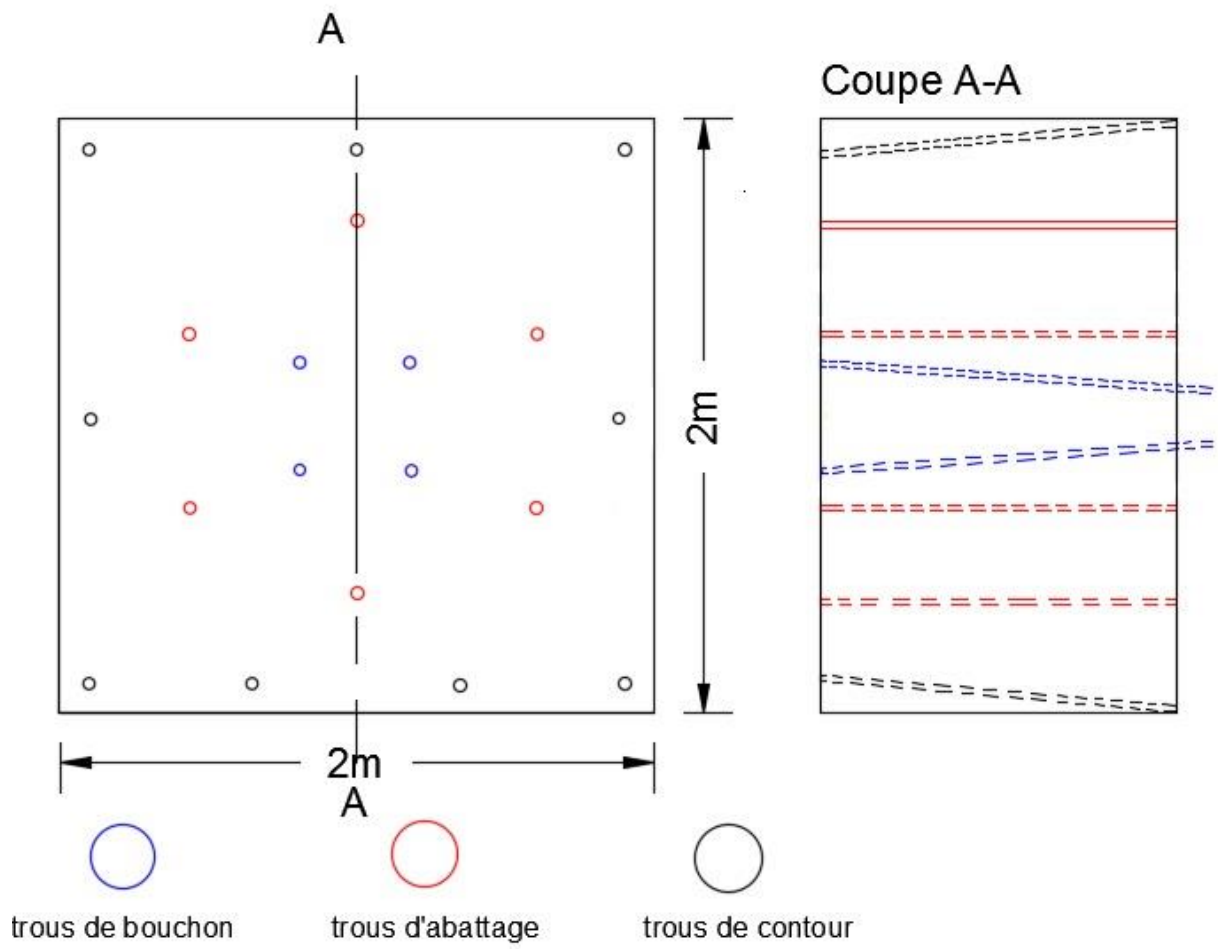 A
Coupe A-A
2m
2m
A
trous de bouchon
trous d'abattage
trous de contour